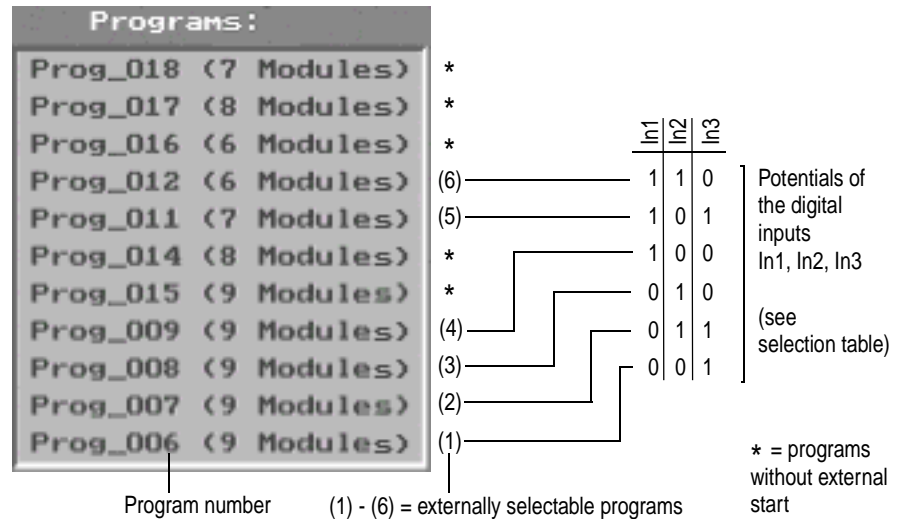 Programs:
Prog_018 (7 Modules) *
Prog_017 (8 Modules) *
Prog_016 (6 Modules) *
Prog_012 (6 Modules) (6)
Prog_011 (7 Modules) (5)
Prog_014 (8 Modules) *
Prog_015 (9 Modules) *
Prog_009 (9 Modules) (4)
Prog_008 (9 Modules) (3)
Prog_007 (9 Modules) (2)
Prog_006 (9 Modules) (1)
In1 In2 In3
1 1 0
1 0 1
1 0 0
0 1 0
0 1 1
0 0 1
Potentials of
the digital
inputs
In1, In2, In3
(see
selection table)
* = programs
without external
start
Program number
(1) - (6) = externally selectable programs